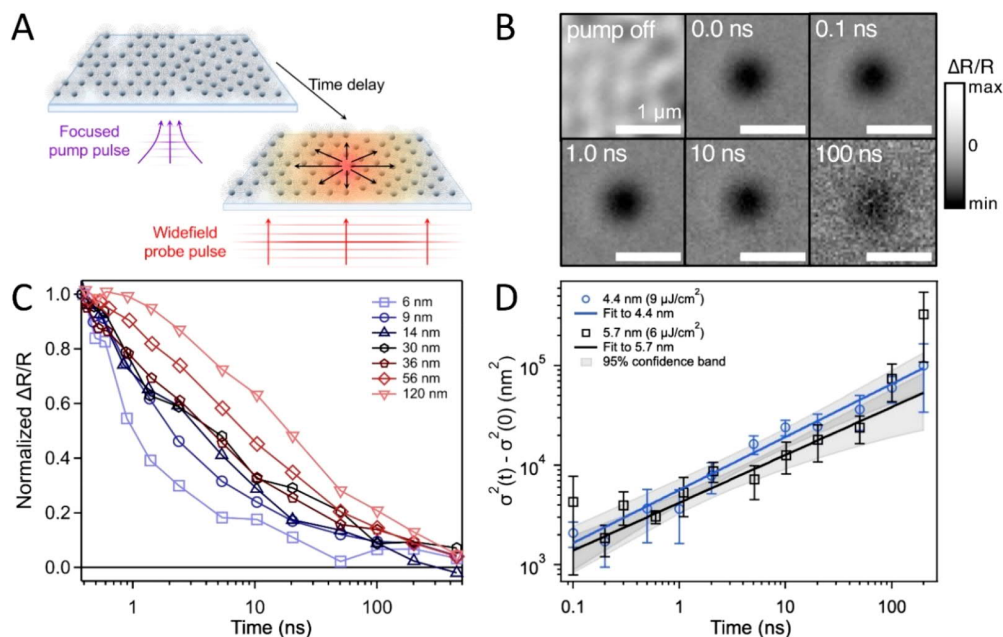 A
Time delay
Focused
pump pulse
Widefield
probe pulse
B
pump off
1 μm
0.0 ns
0.1 ns
1.0 ns
10 ns
100 ns
ΔR/R
max
0
min
C
Normalized ΔR/R
1.0
0.8
0.6
0.4
0.2
0.0
1
10
100
Time (ns)
6 nm
9 nm
14 nm
30 nm
36 nm
56 nm
120 nm
D
σ²(t) - σ²(0) (nm²)
10⁵
10⁴
10³
0.1
1
10
100
Time (ns)
4.4 nm (9 μJ/cm²)
Fit to 4.4 nm
5.7 nm (6 μJ/cm²)
Fit to 5.7 nm
95% confidence band